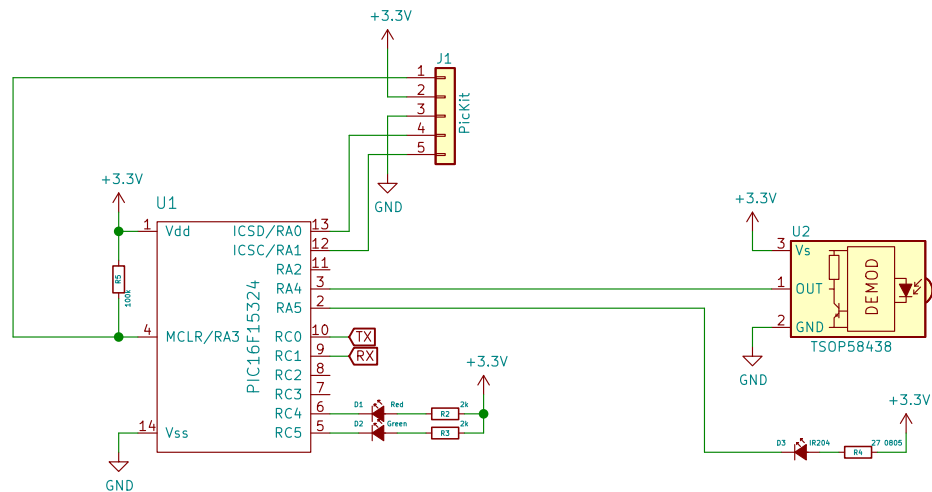 +3.3V
J1
1
2
3
4
5
PicKit
GND
+3.3V
U1
1 Vdd
4 MCLR/RA3
14 Vss
PIC16F15324
ICSD/RA0 13
ICSC/RA1 12
RA2 11
RA4 3
RA5 2
RC0 10 TX
RC1 9 RX
RC2 8
RC3 7
RC4 6
RC5 5
R5
100k
GND
D1 Red
R2 2k
D2 Green
R3 2k
+3.3V
+3.3V
U2
3 Vs
1 OUT
2 GND
DEMOD
TSOP58438
GND
+3.3V
D3 IR204
R4 27 0805